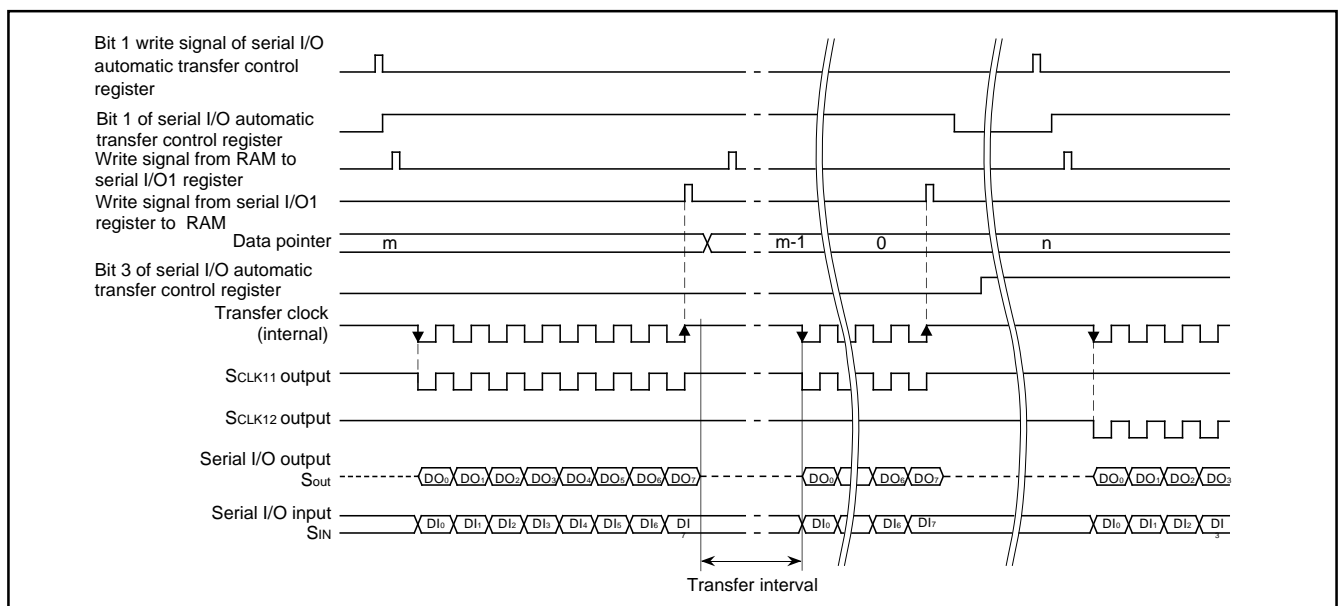 Bit 1 write signal of serial I/O
automatic transfer control
register
Bit 1 of serial I/O automatic
transfer control register
Write signal from RAM to
serial I/O1 register
Write signal from serial I/O1
register to RAM
Data pointer
m
m-1
0
n
Bit 3 of serial I/O automatic
transfer control register
Transfer clock
(internal)
SCLK11 output
SCLK12 output
Serial I/O output
Sout
DO0 DO1 DO2 DO3 DO4 DO5 DO6 DO7
DO0 DO6 DO7
DO0 DO1 DO2 DO3
Serial I/O input
SIN
DI0 DI1 DI2 DI3 DI4 DI5 DI6 DI7
DI0 DI6 DI7
DI0 DI1 DI2 DI3
Transfer interval